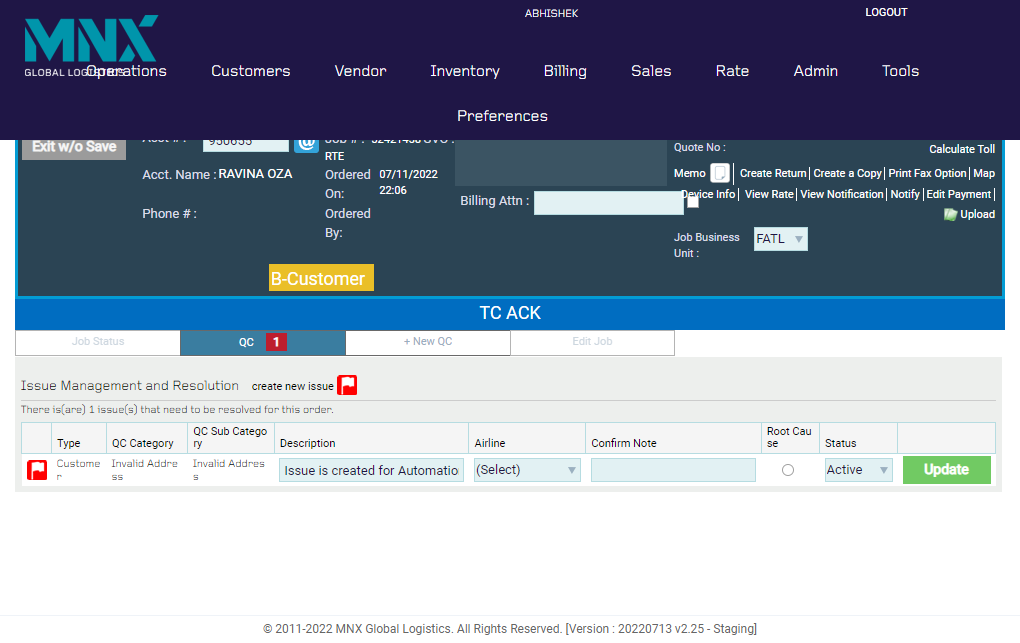 ABHISHEK
LOGOUT
MNX
GLOBAL LOGISTICS
Operations Customers Vendor Inventory Billing Sales Rate Admin Tools
Preferences
Exit w/o Save
950655
@
RTE
Acct. Name : RAVINA OZA
Ordered On: 07/11/2022 22:06
Phone # :
Ordered By:
Billing Attn :
Quote No :
Calculate Toll
Memo Create Return| Create a Copy| Print Fax Option| Map
Device Info| View Rate| View Notification| Notify| Edit Payment|
Upload
Job Business Unit : FATL
B-Customer
TC ACK
Job Status QC 1 + New QC Edit Job
Issue Management and Resolution create new issue
There is(are) 1 issue(s) that need to be resolved for this order.
Type QC Category QC Sub Category Description Airline Confirm Note Root Cause Status
Customer Invalid Address Invalid Address Issue is created for Automatio (Select) Active Update
© 2011-2022 MNX Global Logistics. All Rights Reserved. [Version : 20220713 v2.25 - Staging]